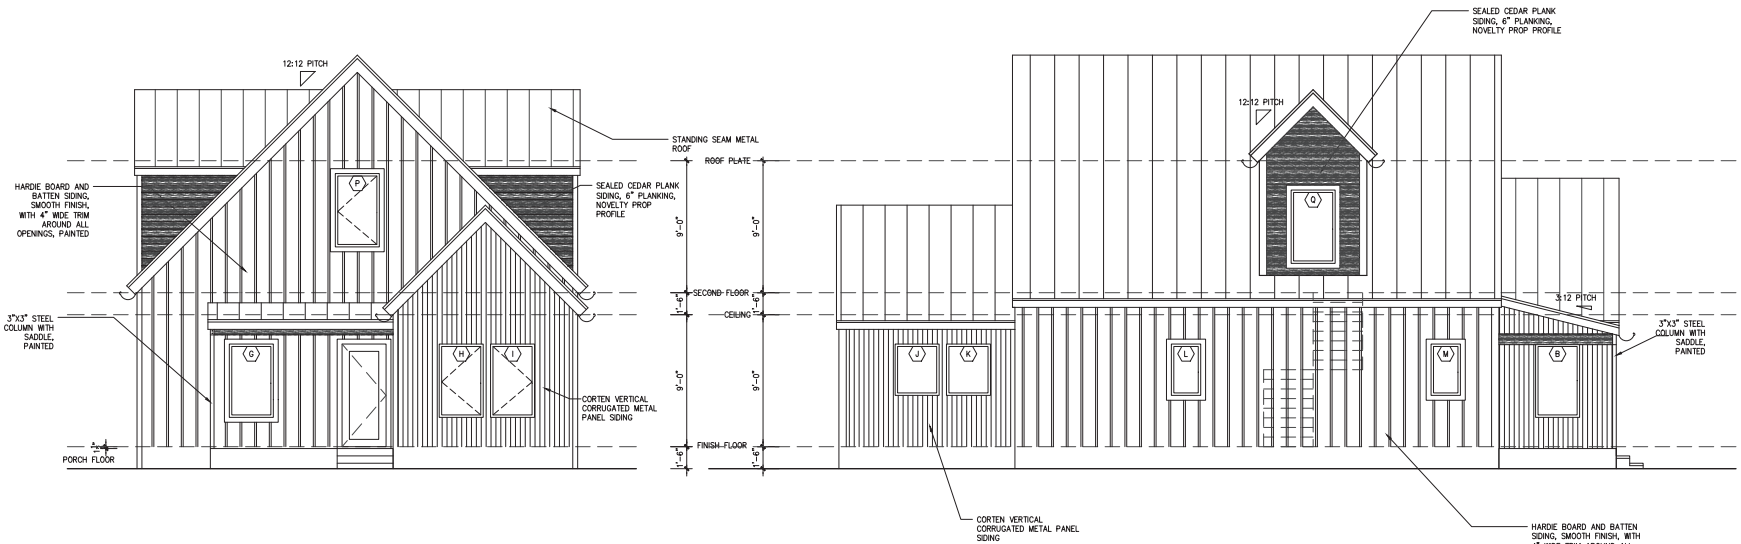 SEALED CEDAR PLANK
SIDING, 6" PLANKING,
NOVELTY PROP PROFILE
12:12 PITCH
STANDING SEAM METAL
ROOF
ROOF PLATE
12:12 PITCH
HARDIE BOARD AND
BATTEN SIDING,
SMOOTH FINISH,
WITH 4" WIDE TRIM
AROUND ALL
OPENINGS, PAINTED
P
SEALED CEDAR PLANK
SIDING, 6" PLANKING,
NOVELTY PROP
PROFILE
Q
9'-0"
9'-0"
SECOND FLOOR
1'-6"
1'-6"
CEILING
3:12 PITCH
3"X3" STEEL
COLUMN WITH
SADDLE,
PAINTED
3"X3" STEEL
COLUMN WITH
SADDLE,
PAINTED
G
H
I
J
K
L
M
B
9'-0"
9'-0"
CORTEN VERTICAL
CORRUGATED METAL
PANEL SIDING
FINISH FLOOR
1"
PORCH FLOOR
1'-6"
1'-6"
CORTEN VERTICAL
CORRUGATED METAL PANEL
SIDING
HARDIE BOARD AND BATTEN
SIDING, SMOOTH FINISH, WITH